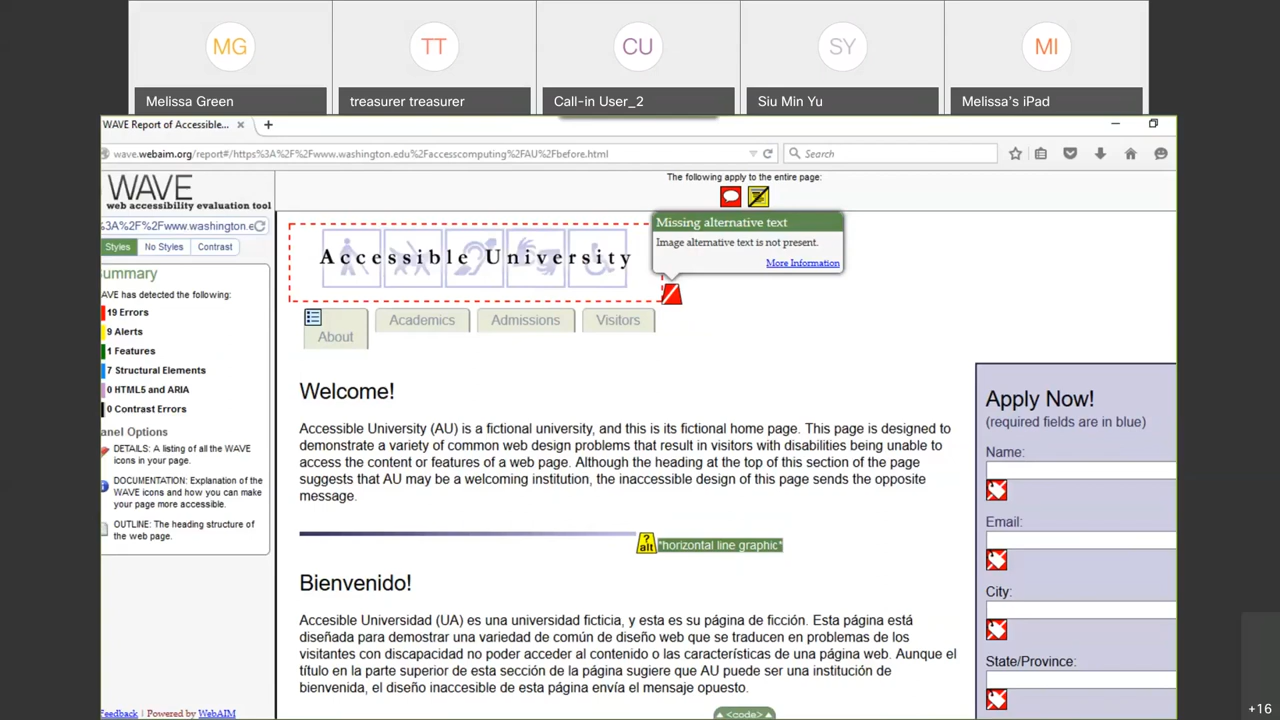 MG
TT
CU
SY
MI
Melissa Green
treasurer treasurer
Call-in User_2
Siu Min Yu
Melissa's iPad
WAVE Report of Accessible...
wave.webaim.org/report#/https%3A%2F%2Fwww.washington.edu%2Faccesscomputing%2FAU%2Fbefore.html
Search
WAVE
web accessibility evaluation tool
%3A%2F%2Fwww.washington.e
Styles
No Styles
Contrast
ummary
WAVE has detected the following:
19 Errors
9 Alerts
1 Features
7 Structural Elements
0 HTML5 and ARIA
0 Contrast Errors
anel Options
DETAILS: A listing of all the WAVE
icons in your page.
DOCUMENTATION: Explanation of the
WAVE icons and how you can make
your page more accessible.
OUTLINE: The heading structure of
the web page.
Feedback | Powered by WebAIM
The following apply to the entire page:
Missing alternative text
Image alternative text is not present.
More Information
Accessible University
About
Academics
Admissions
Visitors
Welcome!
Accessible University (AU) is a fictional university, and this is its fictional home page. This page is designed to
demonstrate a variety of common web design problems that result in visitors with disabilities being unable to
access the content or features of a web page. Although the heading at the top of this section of the page
suggests that AU may be a welcoming institution, the inaccessible design of this page sends the opposite
message.
? alt
*horizontal line graphic*
Bienvenido!
Accesible Universidad (UA) es una universidad ficticia, y esta es su página de ficción. Esta página está
diseñada para demostrar una variedad de común de diseño web que se traducen en problemas de los
visitantes con discapacidad no poder acceder al contenido o las características de una página web. Aunque el
título en la parte superior de esta sección de la página sugiere que AU puede ser una institución de
bienvenida, el diseño inaccesible de esta página envía el mensaje opuesto.
<code>
Apply Now!
(required fields are in blue)
Name:
Email:
City:
State/Province:
+16